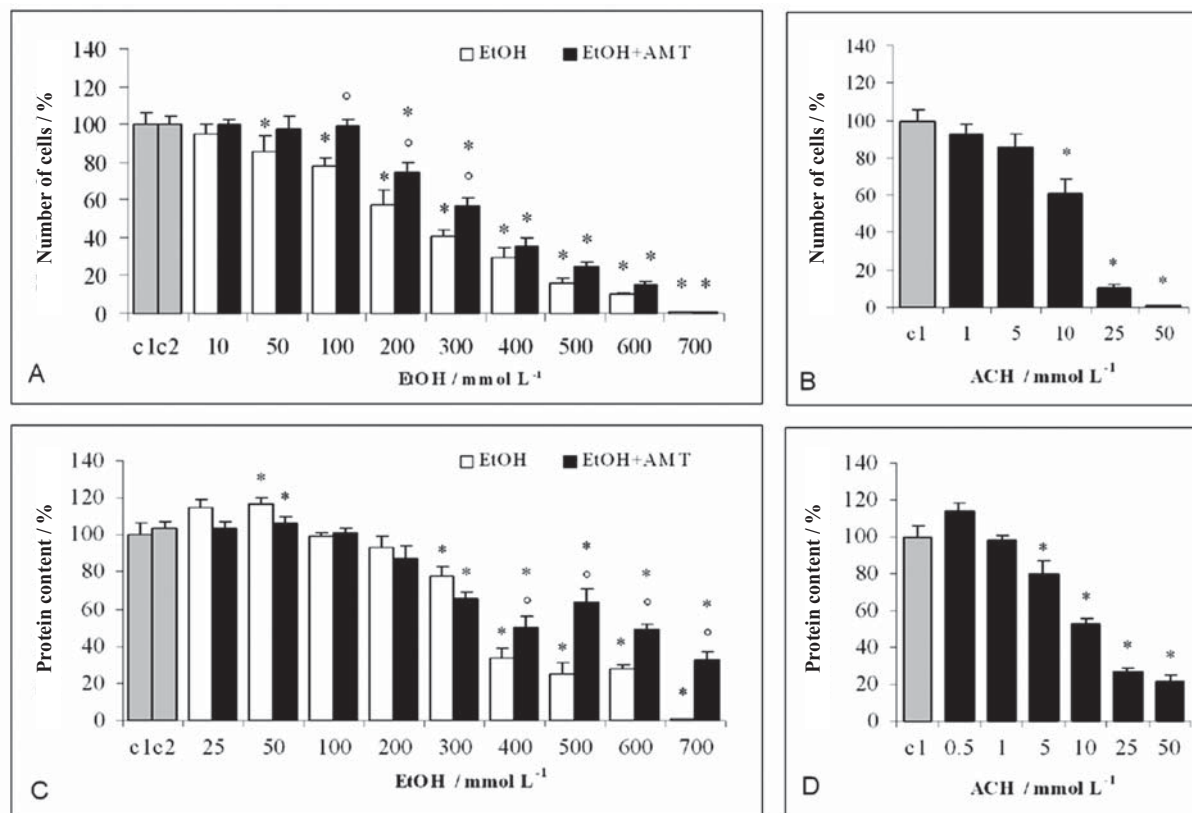 140
120
100
80
60
40
20
0
Number of cells / %
EtOH
EtOH+AMT
* * * * * * * * * * * * * *
c1c2 10 50 100 200 300 400 500 600 700
EtOH / mmol L⁻¹
A
140
120
100
80
60
40
20
0
Number of cells / %
* * *
c1 1 5 10 25 50
ACH / mmol L⁻¹
B
140
120
100
80
60
40
20
0
Protein content / %
EtOH
EtOH+AMT
* * * * * * * * * * * *
c1c2 25 50 100 200 300 400 500 600 700
EtOH / mmol L⁻¹
C
140
120
100
80
60
40
20
0
Protein content / %
* * * *
c1 0.5 1 5 10 25 50
ACH / mmol L⁻¹
D